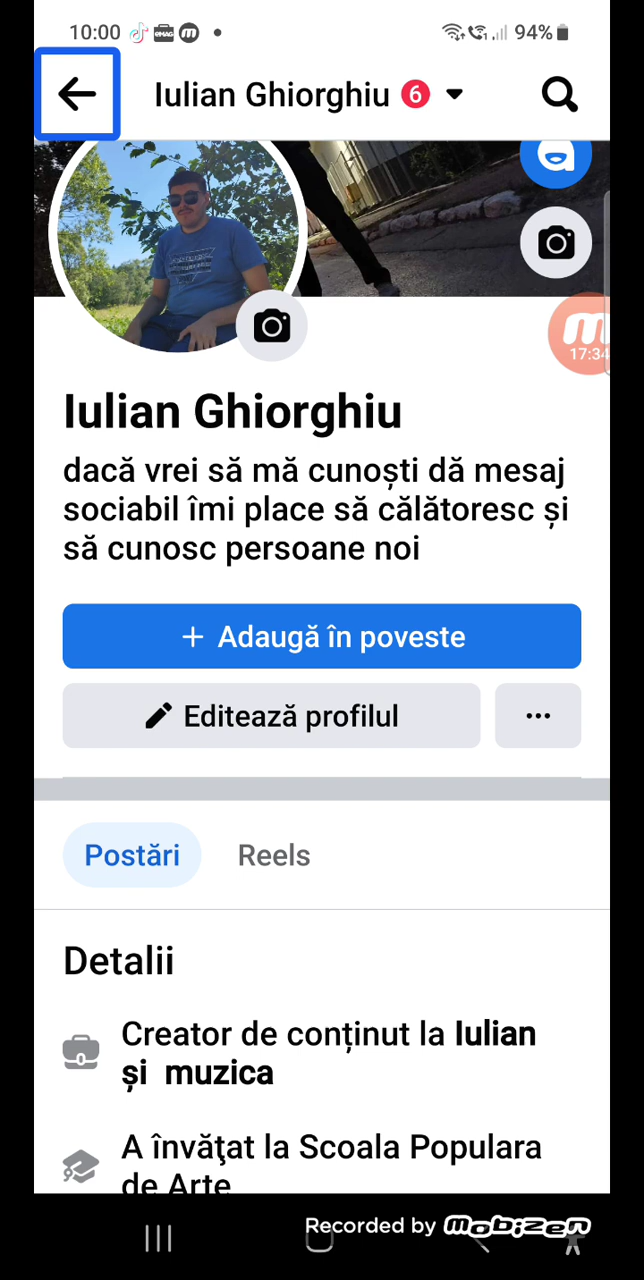 10:00
eMAG
m
94%
Iulian Ghiorghiu 6
17:34
Iulian Ghiorghiu
dacă vrei să mă cunoști dă mesaj
sociabil îmi place să călătoresc și
să cunosc persoane noi
+ Adaugă în poveste
Editează profilul
Postări Reels
Detalii
Creator de conținut la Iulian
și muzica
A învăţat la Scoala Populara
de Arte
Recorded by mobizen